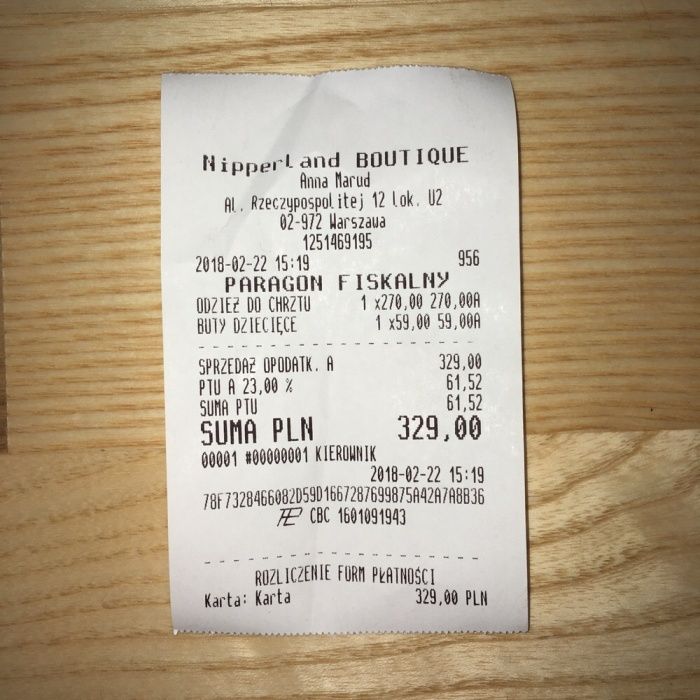 NipperLand BOUTIQUE
Anna Marud
Al. Rzeczypospolitej 12 lok. U2
02-972 Warszawa
1251469195
2018-02-22 15:19 956
PARAGON FISKALNY
ODZIEŻ DO CHRZTU 1 x270,00 270,00A
BUTY DZIECIĘCE 1 x59,00 59,00A
SPRZEDAŻ OPODATK. A 329,00
PTU A 23,00 % 61,52
SUMA PTU 61,52
SUMA PLN 329,00
00001 #00000001 KIEROWNIK
2018-02-22 15:19
78F7328466082D59D1667287699875A42A7A8B36
CBC 1601091943
ROZLICZENIE FORM PŁATNOŚCI
Karta: Karta 329,00 PLN